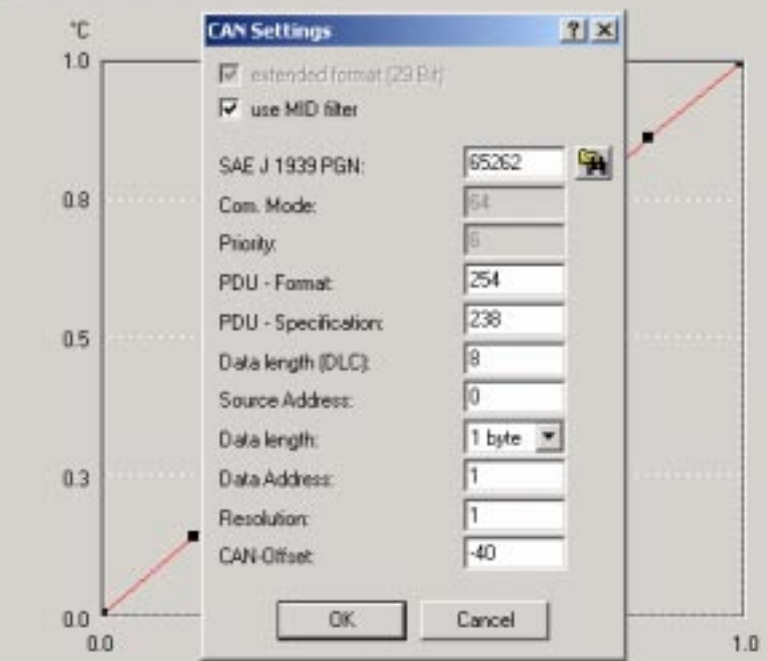 °C
CAN Settings
extended format (29 Bit)
use MID filter
SAE J 1939 PGN: 65262
Com. Mode: 64
Priority: 6
PDU - Format: 254
PDU - Specification: 238
Data length (DLC): 8
Source Address: 0
Data length: 1 byte
Data Address: 1
Resolution: 1
CAN-Offset: -40
OK Cancel
1.0
0.8
0.5
0.3
0.0
0.0 1.0